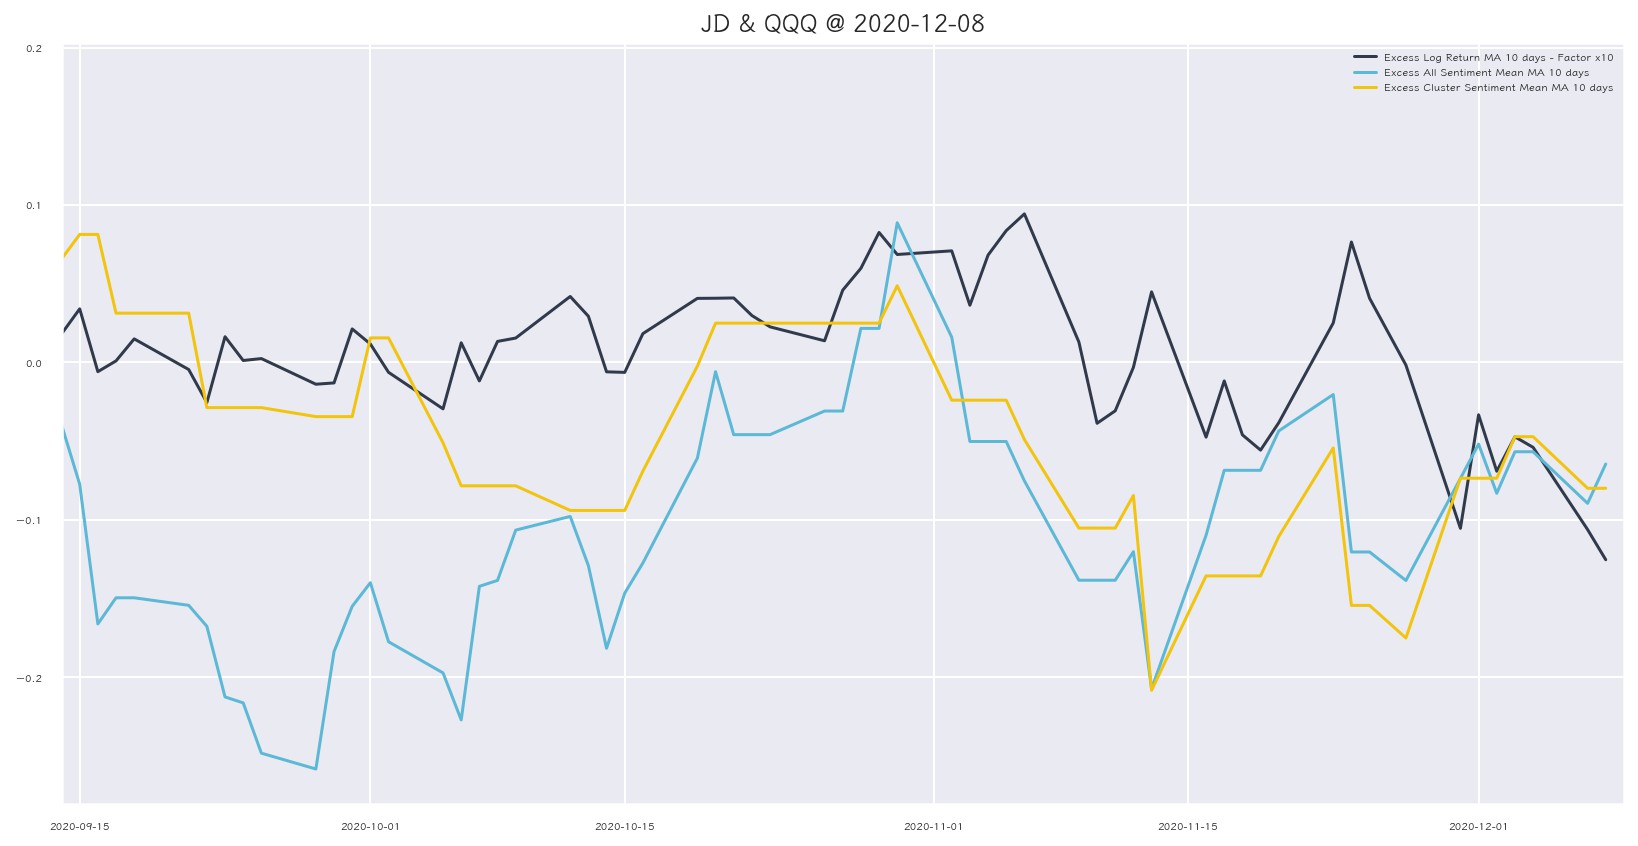 JD & QQQ @ 2020-12-08
Excess Log Return MA 10 days - Factor x10
Excess All Sentiment Mean MA 10 days
Excess Cluster Sentiment Mean MA 10 days
0.2
0.1
0.0
−0.1
−0.2
2020-09-15
2020-10-01
2020-10-15
2020-11-01
2020-11-15
2020-12-01